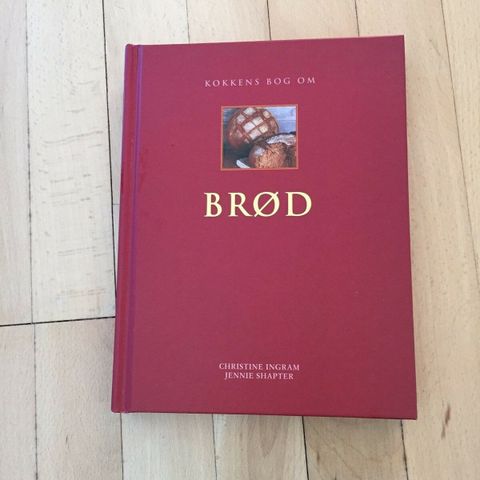 KOKKENS BOG OM
BRØD
CHRISTINE INGRAM
JENNIE SHAPTER